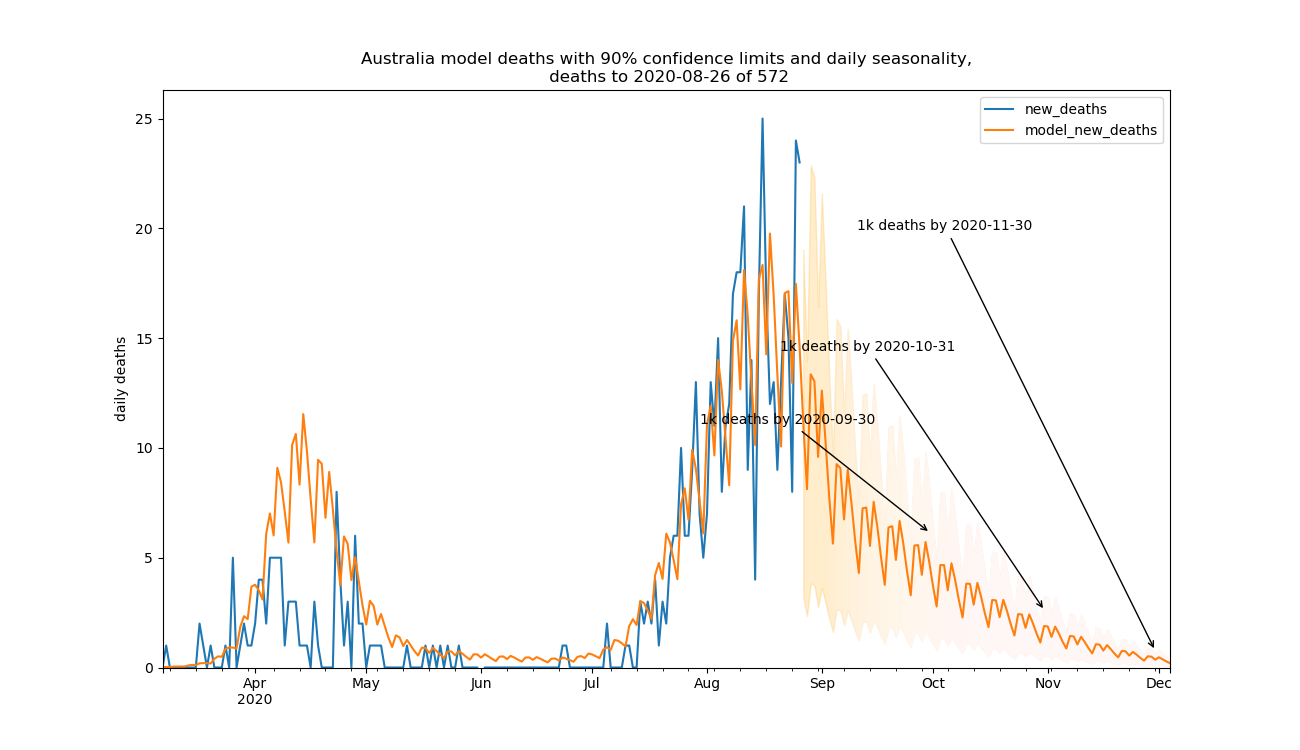 Australia model deaths with 90% confidence limits and daily seasonality,
deaths to 2020-08-26 of 572
new_deaths
model_new_deaths
25
20
15
10
5
0
daily deaths
1k deaths by 2020-11-30
1k deaths by 2020-10-31
1k deaths by 2020-09-30
Apr May Jun Jul Aug Sep Oct Nov Dec
2020